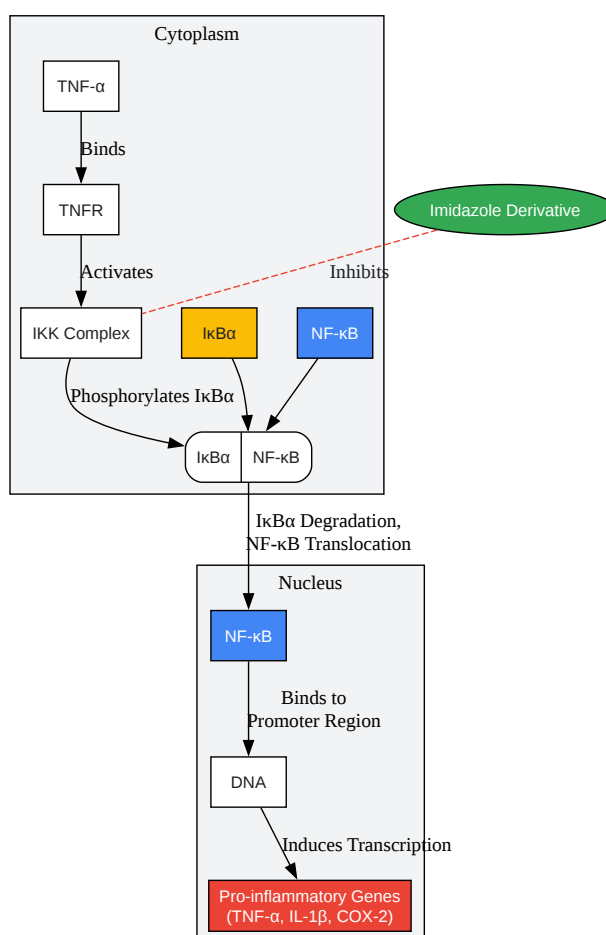 Cytoplasm
TNF-α
Binds
TNFR
Imidazole Derivative
Activates
Inhibits
IKK Complex
IκBα
NF-κB
Phosphorylates IκBα
IκBα
NF-κB
IκBα Degradation,
NF-κB Translocation
Nucleus
NF-κB
Binds to
Promoter Region
DNA
Induces Transcription
Pro-inflammatory Genes
(TNF-α, IL-1β, COX-2)